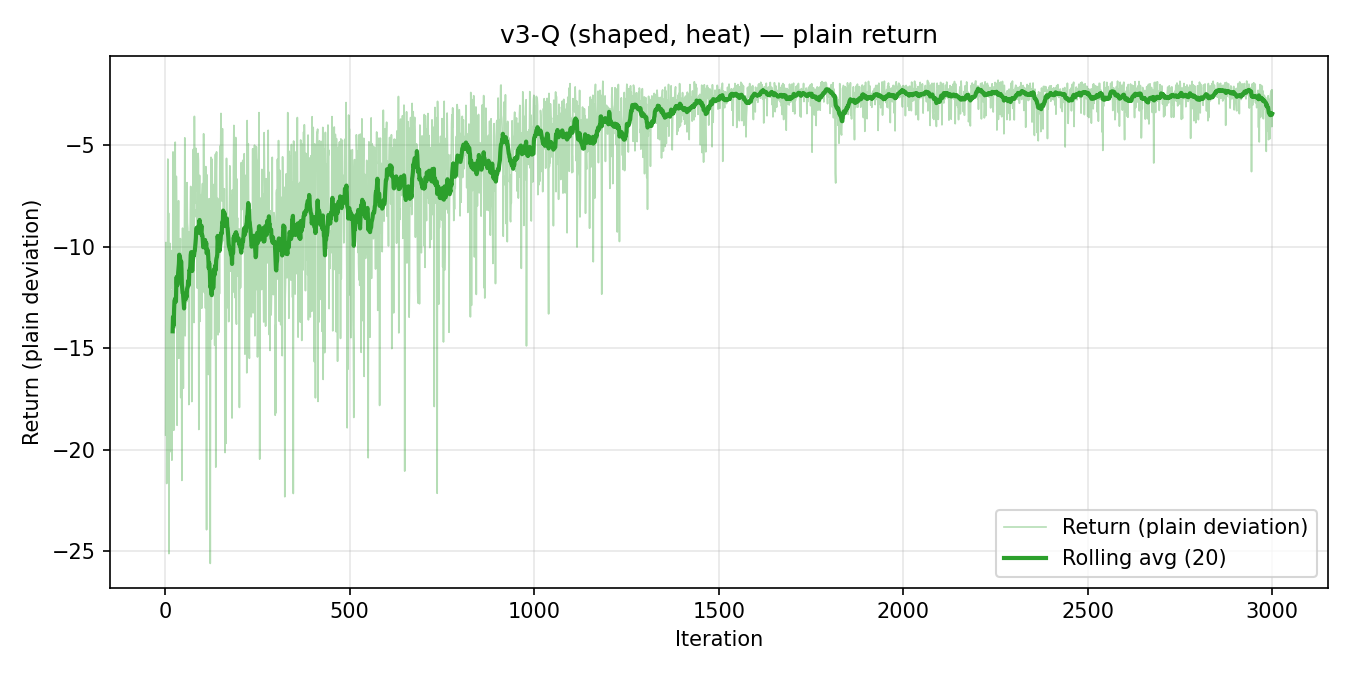 v3-Q (shaped, heat) — plain return
Return (plain deviation)
−5
−10
−15
−20
−25
0
500
1000
1500
2000
2500
3000
Iteration
Return (plain deviation)
Rolling avg (20)